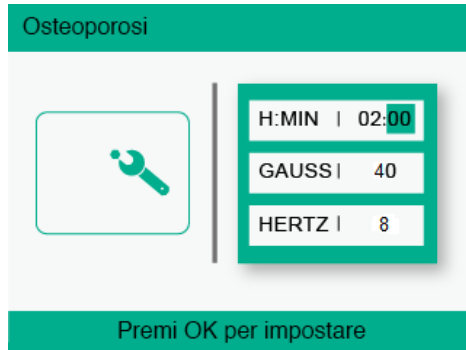 Osteoporosi
H:MIN | 02:00
GAUSS | 40
HERTZ | 8
Premi OK per impostare